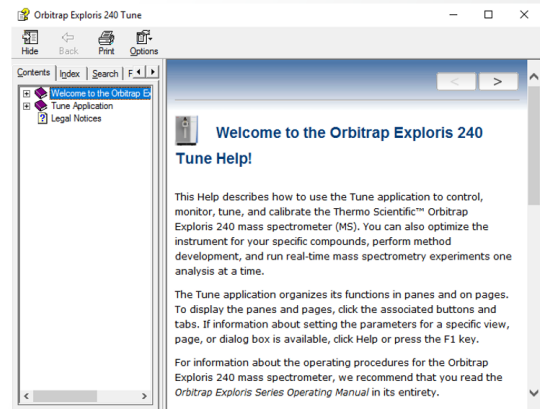 Orbitrap Exploris 240 Tune
Hide Back Print Options
Contents Index Search F
Welcome to the Orbitrap Ex
Tune Application
Legal Notices
< >
Welcome to the Orbitrap Exploris 240
Tune Help!
This Help describes how to use the Tune application to control,
monitor, tune, and calibrate the Thermo Scientific™ Orbitrap
Exploris 240 mass spectrometer (MS). You can also optimize the
instrument for your specific compounds, perform method
development, and run real-time mass spectrometry experiments one
analysis at a time.
The Tune application organizes its functions in panes and on pages.
To display the panes and pages, click the associated buttons and
tabs. If information about setting the parameters for a specific view,
page, or dialog box is available, click Help or press the F1 key.
For information about the operating procedures for the Orbitrap
Exploris 240 mass spectrometer, we recommend that you read the
Orbitrap Exploris Series Operating Manual in its entirety.